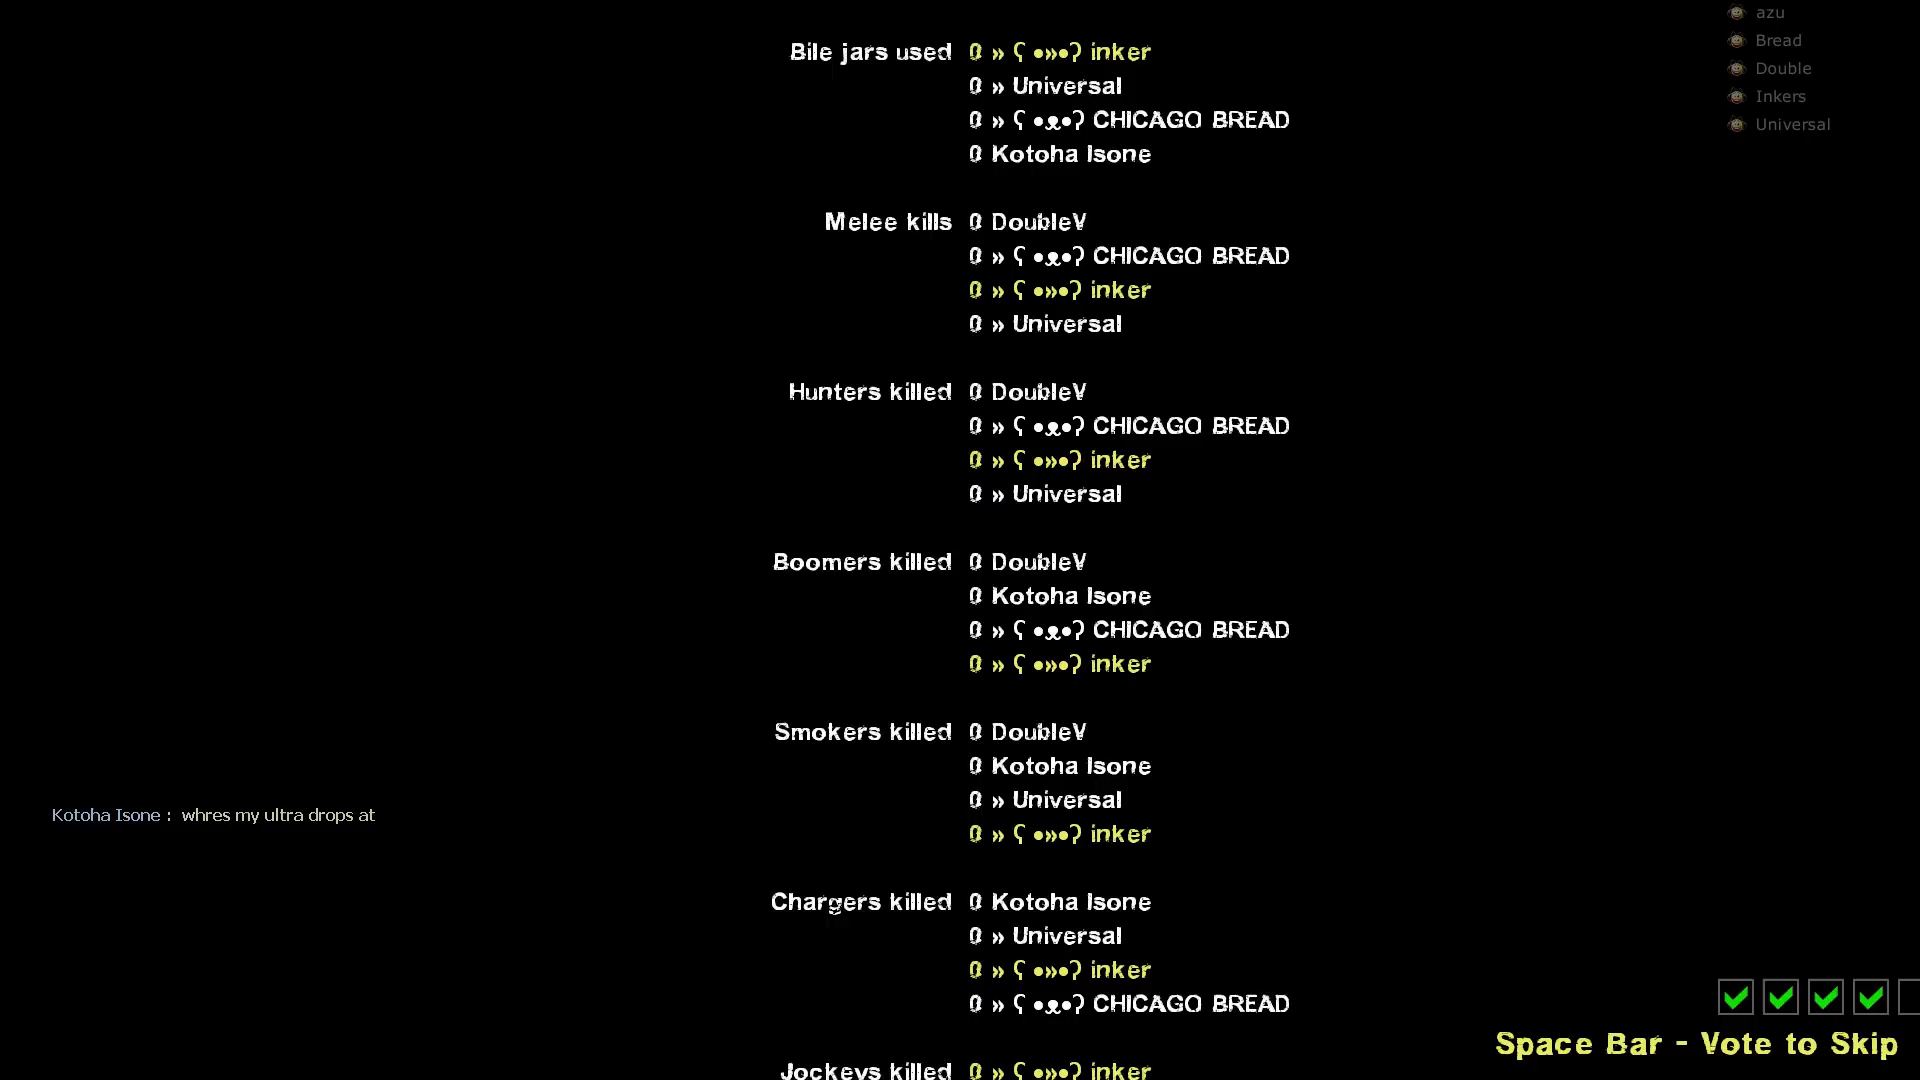 Bile jars used 0 » ʕ •»•ʔ inker
0 » Universal
0 » ʕ •ᴥ•ʔ CHICAGO BREAD
0 Kotoha Isone
Melee kills 0 DoubleV
0 » ʕ •ᴥ•ʔ CHICAGO BREAD
0 » ʕ •»•ʔ inker
0 » Universal
Hunters killed 0 DoubleV
0 » ʕ •ᴥ•ʔ CHICAGO BREAD
0 » ʕ •»•ʔ inker
0 » Universal
Boomers killed 0 DoubleV
0 Kotoha Isone
0 » ʕ •ᴥ•ʔ CHICAGO BREAD
0 » ʕ •»•ʔ inker
Smokers killed 0 DoubleV
0 Kotoha Isone
0 » Universal
0 » ʕ •»•ʔ inker
Chargers killed 0 Kotoha Isone
0 » Universal
0 » ʕ •»•ʔ inker
0 » ʕ •ᴥ•ʔ CHICAGO BREAD
Jockeys killed 0 » ʕ •»•ʔ inker
azu
Bread
Double
Inkers
Universal
Kotoha Isone : whres my ultra drops at
Space Bar - Vote to Skip